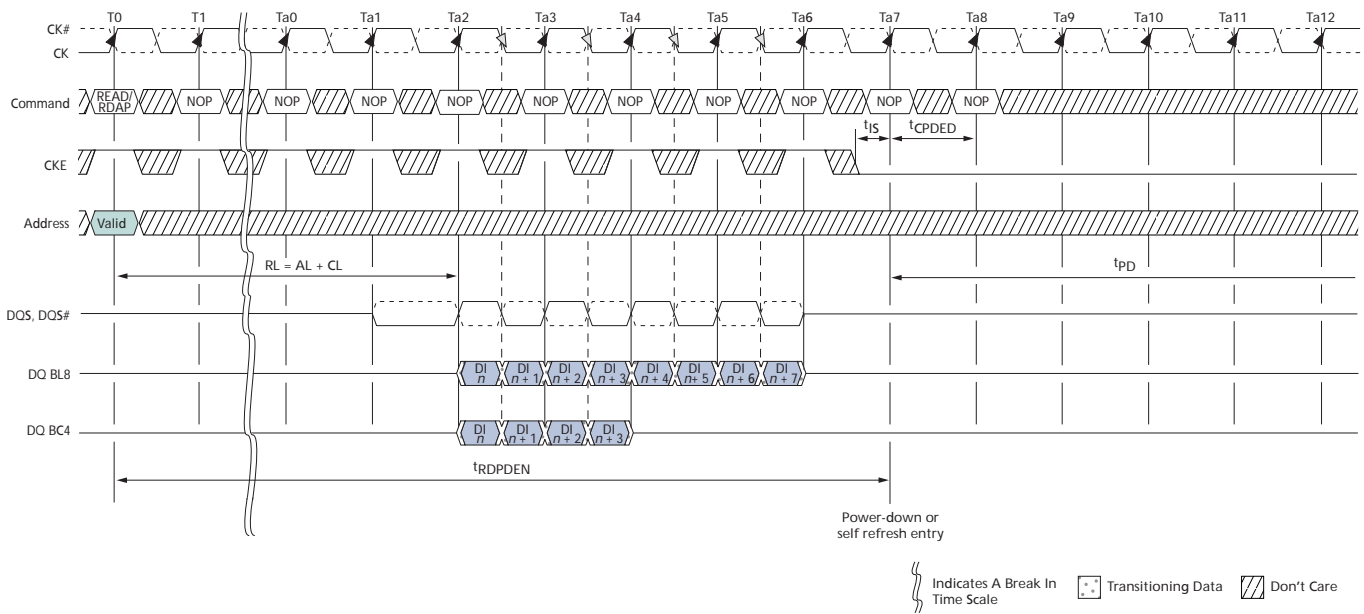 T0 T1 Ta0 Ta1 Ta2 Ta3 Ta4 Ta5 Ta6 Ta7 Ta8 Ta9 Ta10 Ta11 Ta12
CK#
CK
Command READ/ RDAP NOP NOP NOP NOP NOP NOP NOP NOP NOP NOP
tIS tCPDED
CKE
Address Valid
RL = AL + CL tPD
DQS, DQS#
DQ BL8 DI n DI n + 1 DI n + 2 DI n + 3 DI n + 4 DI n+ 5 DI n + 6 DI n + 7
DQ BC4 DI n DI n + 1 DI n + 2 DI n + 3
tRDPDEN
Power-down or
self refresh entry
Indicates A Break In
Time Scale
Transitioning Data
Don't Care